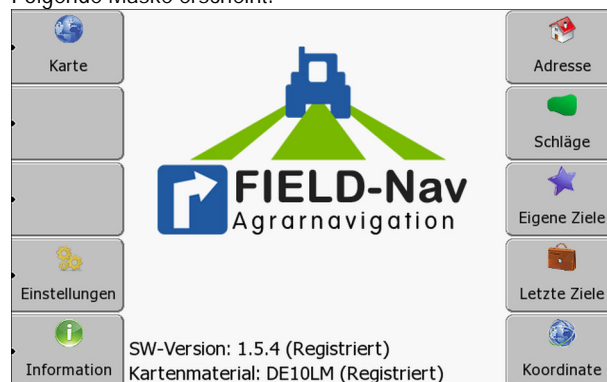 Folgende Maske erscheint:
Karte
Adresse
Schläge
FIELD-Nav
Agrarnavigation
Eigene Ziele
Einstellungen
Letzte Ziele
Information
SW-Version: 1.5.4 (Registriert)
Kartenmaterial: DE10LM (Registriert)
Koordinate